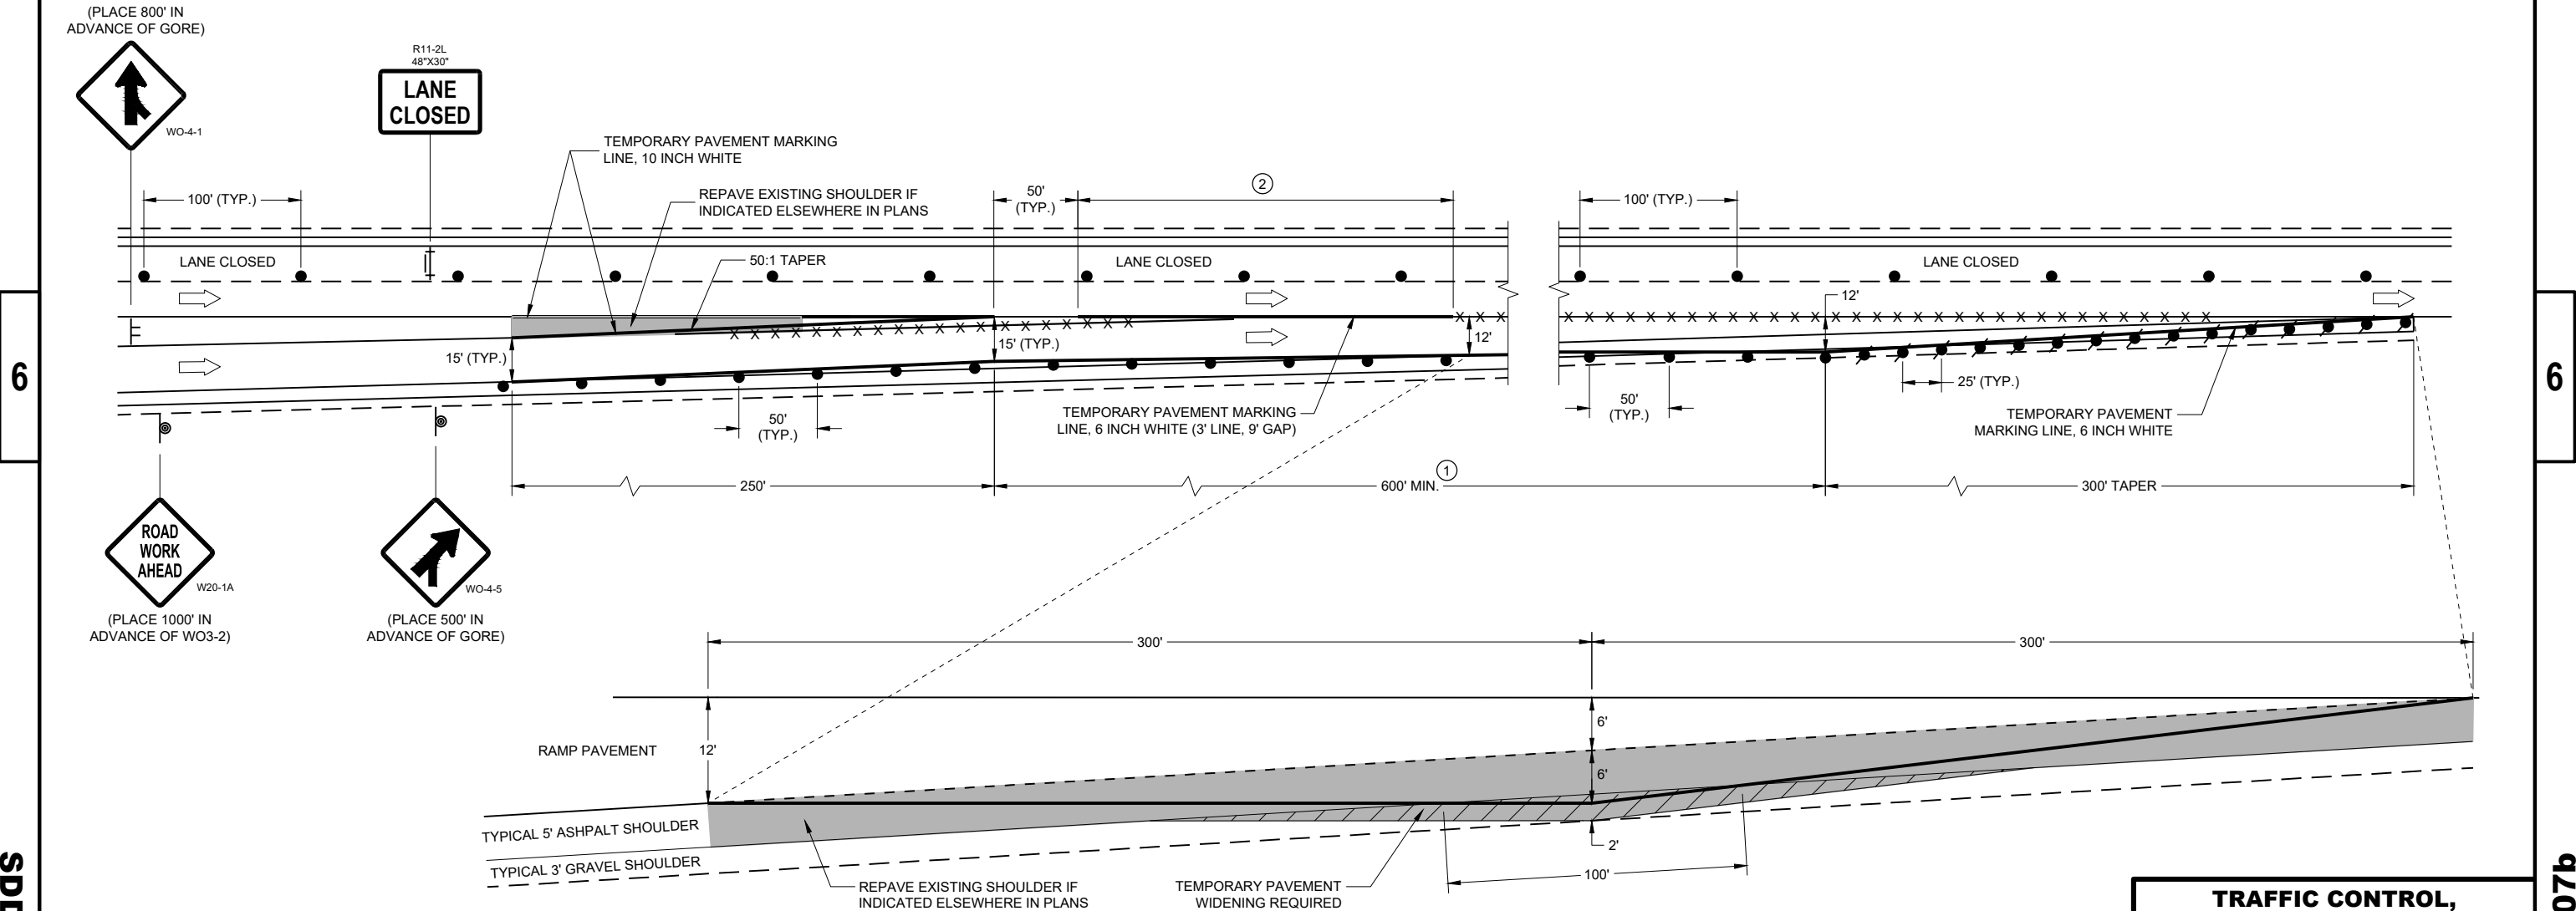 (PLACE 800' IN
ADVANCE OF GORE)
WO-4-1
R11-2L
48"X30"
LANE
CLOSED
TEMPORARY PAVEMENT MARKING
LINE, 10 INCH WHITE
REPAVE EXISTING SHOULDER IF
INDICATED ELSEWHERE IN PLANS
100' (TYP.)
50'
(TYP.)
2
100' (TYP.)
LANE CLOSED
50:1 TAPER
LANE CLOSED
LANE CLOSED
12'
15' (TYP.)
15' (TYP.)
12'
6
6
25' (TYP.)
50'
(TYP.)
TEMPORARY PAVEMENT MARKING
LINE, 6 INCH WHITE (3' LINE, 9' GAP)
50'
(TYP.)
TEMPORARY PAVEMENT
MARKING LINE, 6 INCH WHITE
1
250'
600' MIN.
300' TAPER
ROAD
WORK
AHEAD
W20-1A
(PLACE 1000' IN
ADVANCE OF WO3-2)
WO-4-5
(PLACE 500' IN
ADVANCE OF GORE)
300'
300'
6'
RAMP PAVEMENT
12'
6'
TYPICAL 5' ASHPALT SHOULDER
TYPICAL 3' GRAVEL SHOULDER
2'
100'
REPAVE EXISTING SHOULDER IF
INDICATED ELSEWHERE IN PLANS
TEMPORARY PAVEMENT
WIDENING REQUIRED
TRAFFIC CONTROL,
SDD
07b